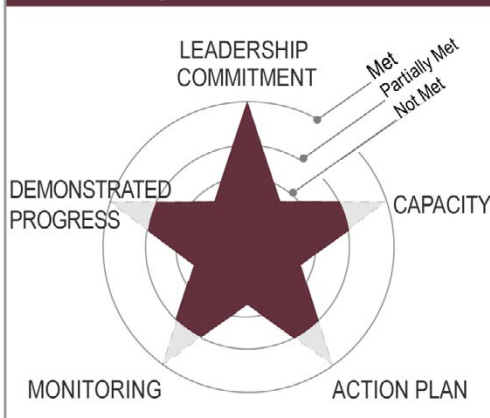 LEADERSHIP
COMMITMENT
Met
Partially Met
Not Met
DEMONSTRATED
PROGRESS
CAPACITY
MONITORING
ACTION PLAN